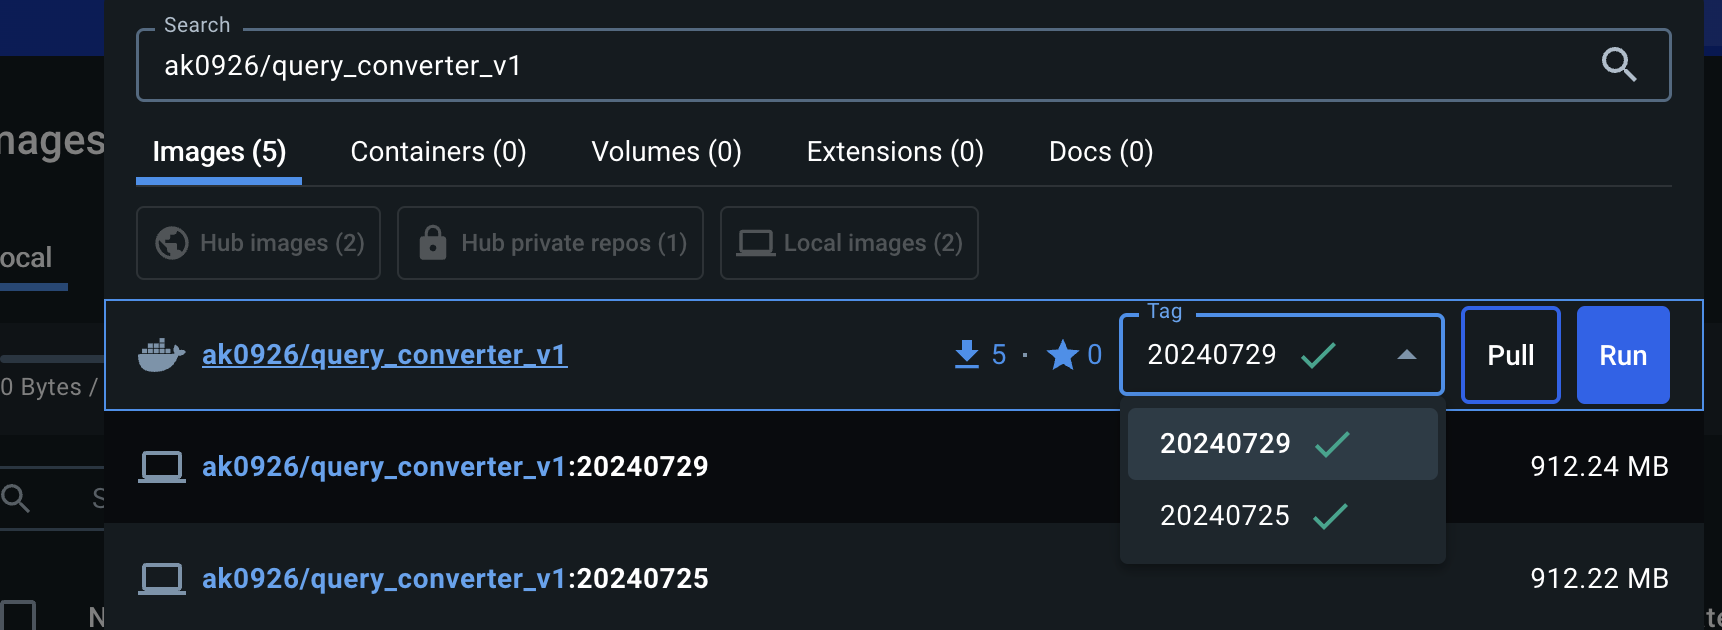 Search
ak0926/query_converter_v1
Images (5) Containers (0) Volumes (0) Extensions (0) Docs (0)
Hub images (2) Hub private repos (1) Local images (2)
ak0926/query_converter_v1 5 · 0 Tag 20240729 Pull Run
20240729
20240725
ak0926/query_converter_v1:20240729 912.24 MB
ak0926/query_converter_v1:20240725 912.22 MB
mages
ocal
0 Bytes /
S
N
te